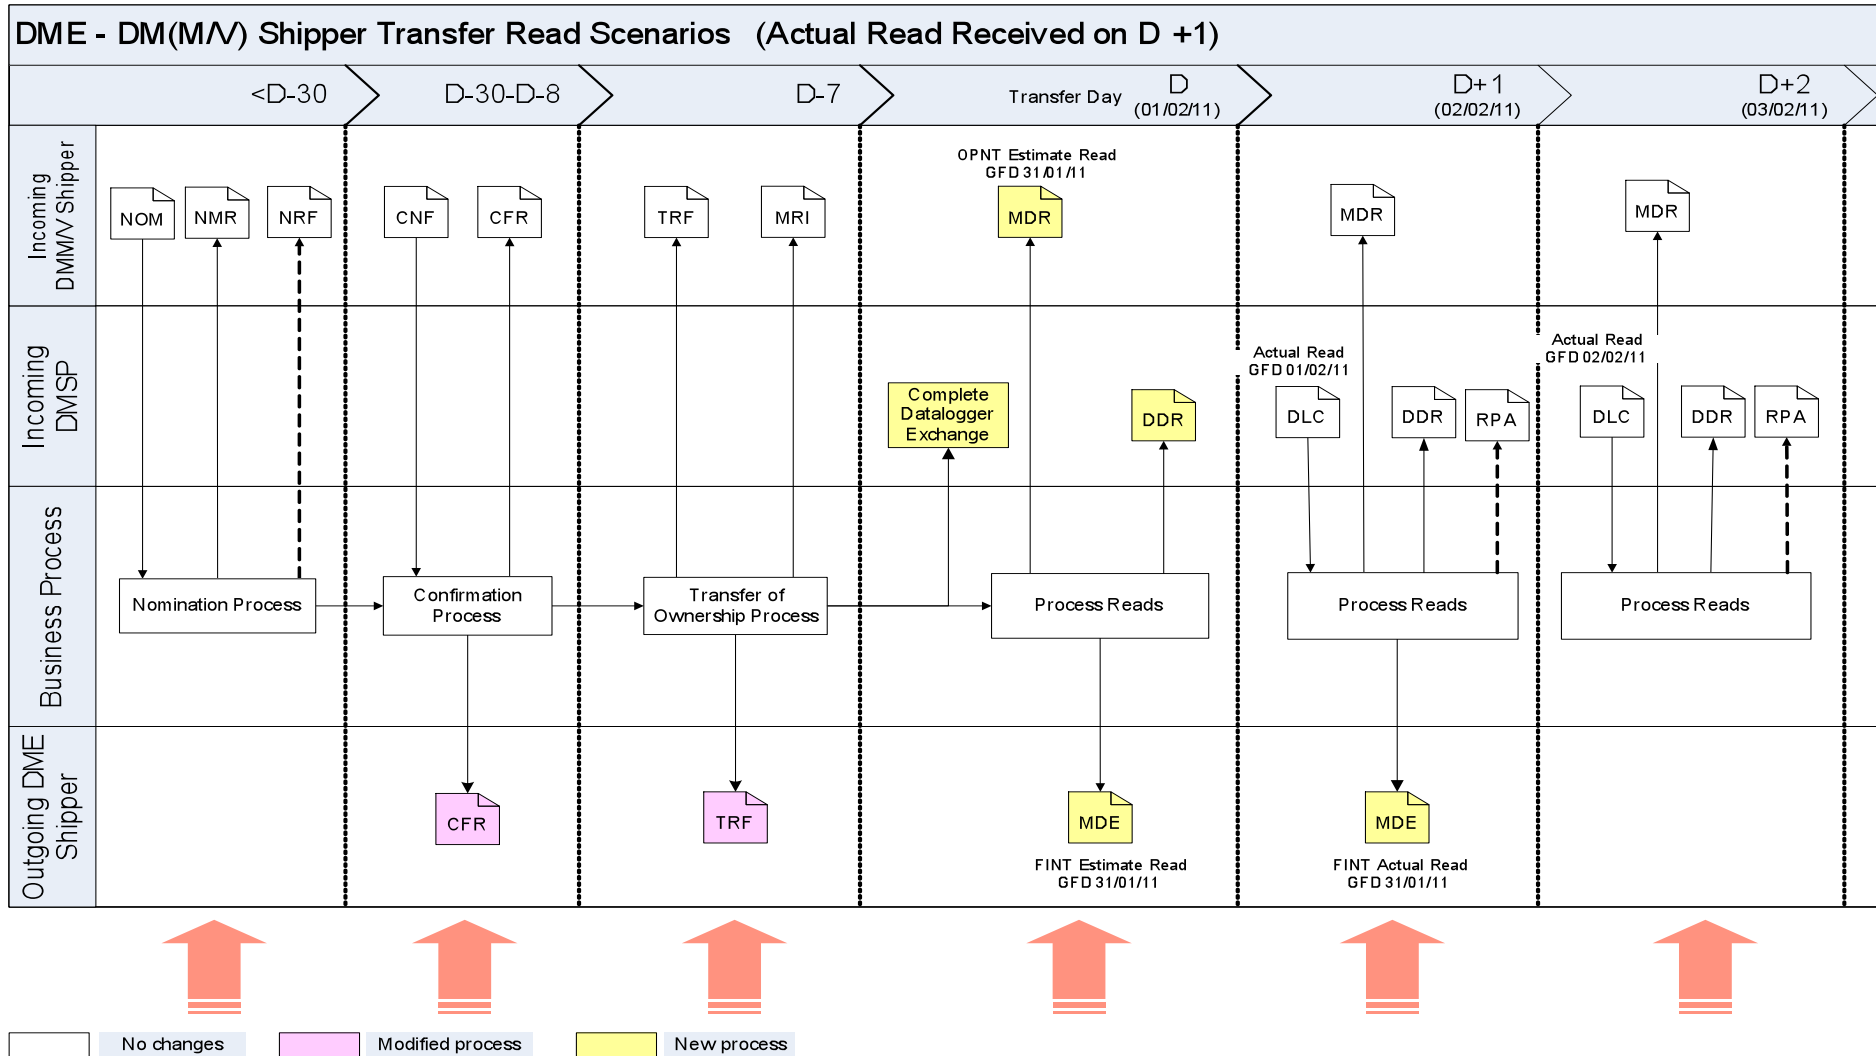 DME - DM(M/V) Shipper Transfer Read Scenarios (Actual Read Received on D +1)
<D-30
D-30-D-8
D-7
Transfer Day
D
(01/02/11)
D+1
(02/02/11)
D+2
(03/02/11)
Incoming
DMM/V Shipper
NOM
NMR
NRF
CNF
CFR
TRF
MRI
OPNT Estimate Read
GFD 31/01/11
MDR
MDR
MDR
Incoming
DMSP
Complete
Datalogger
Exchange
DDR
Actual Read
GFD 01/02/11
DLC
DDR
RPA
Actual Read
GFD 02/02/11
DLC
DDR
RPA
Business Process
Nomination Process
Confirmation
Process
Transfer of
Ownership Process
Process Reads
Process Reads
Process Reads
Outgoing DME
Shipper
CFR
TRF
MDE
FINT Estimate Read
GFD 31/01/11
MDE
FINT Actual Read
GFD 31/01/11
No changes
Modified process
New process